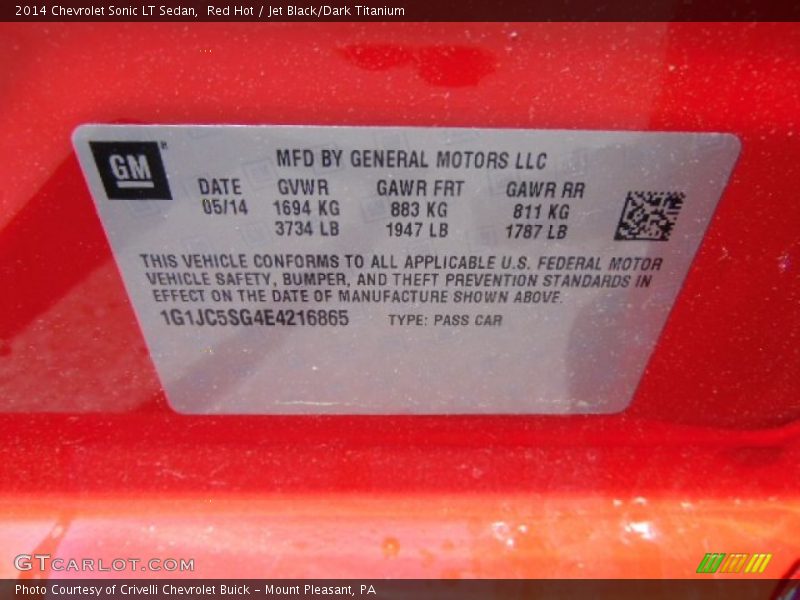 2014 Chevrolet Sonic LT Sedan, Red Hot / Jet Black/Dark Titanium
GM
MFD BY GENERAL MOTORS LLC
DATE GVWR GAWR FRT GAWR RR
05/14 1694 KG 883 KG 811 KG
3734 LB 1947 LB 1787 LB
THIS VEHICLE CONFORMS TO ALL APPLICABLE U.S. FEDERAL MOTOR
VEHICLE SAFETY, BUMPER, AND THEFT PREVENTION STANDARDS IN
EFFECT ON THE DATE OF MANUFACTURE SHOWN ABOVE.
1G1JC5SG4E4216865 TYPE: PASS CAR
GTCARLOT.COM
Photo Courtesy of Crivelli Chevrolet Buick - Mount Pleasant, PA